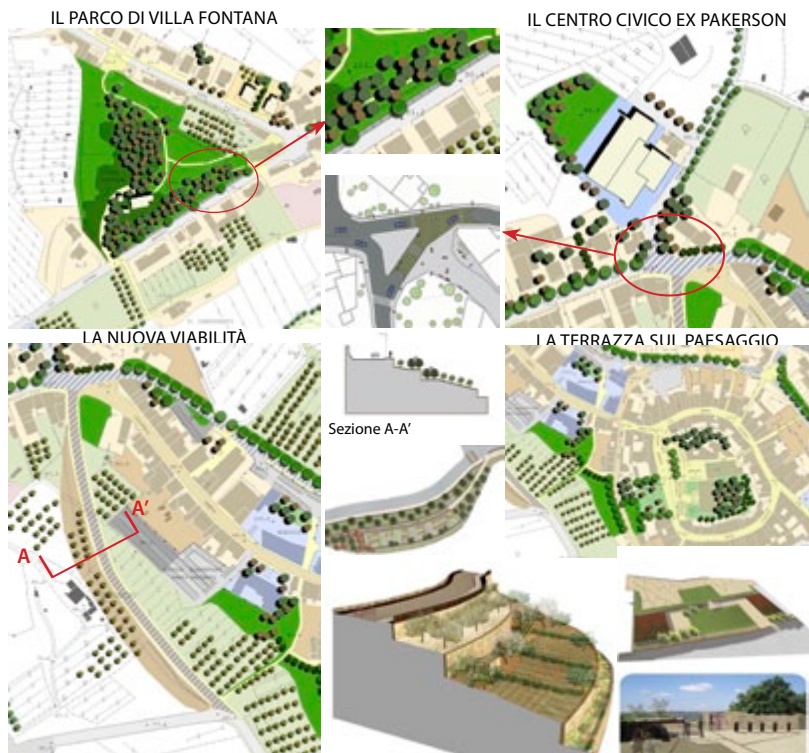 IL PARCO DI VILLA FONTANA
IL CENTRO CIVICO EX PAKERSON
LA NUOVA VIABILITÀ
LA TERRAZZA SUL PAESAGGIO
Sezione A-A'
A'
A